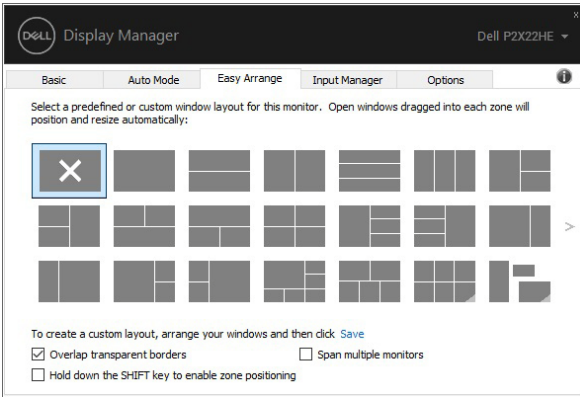 DELL Display Manager
Dell P2X22HE
Basic
Auto Mode
Easy Arrange
Input Manager
Options
Select a predefined or custom window layout for this monitor. Open windows dragged into each zone will
position and resize automatically:
To create a custom layout, arrange your windows and then click Save
Overlap transparent borders
Span multiple monitors
Hold down the SHIFT key to enable zone positioning